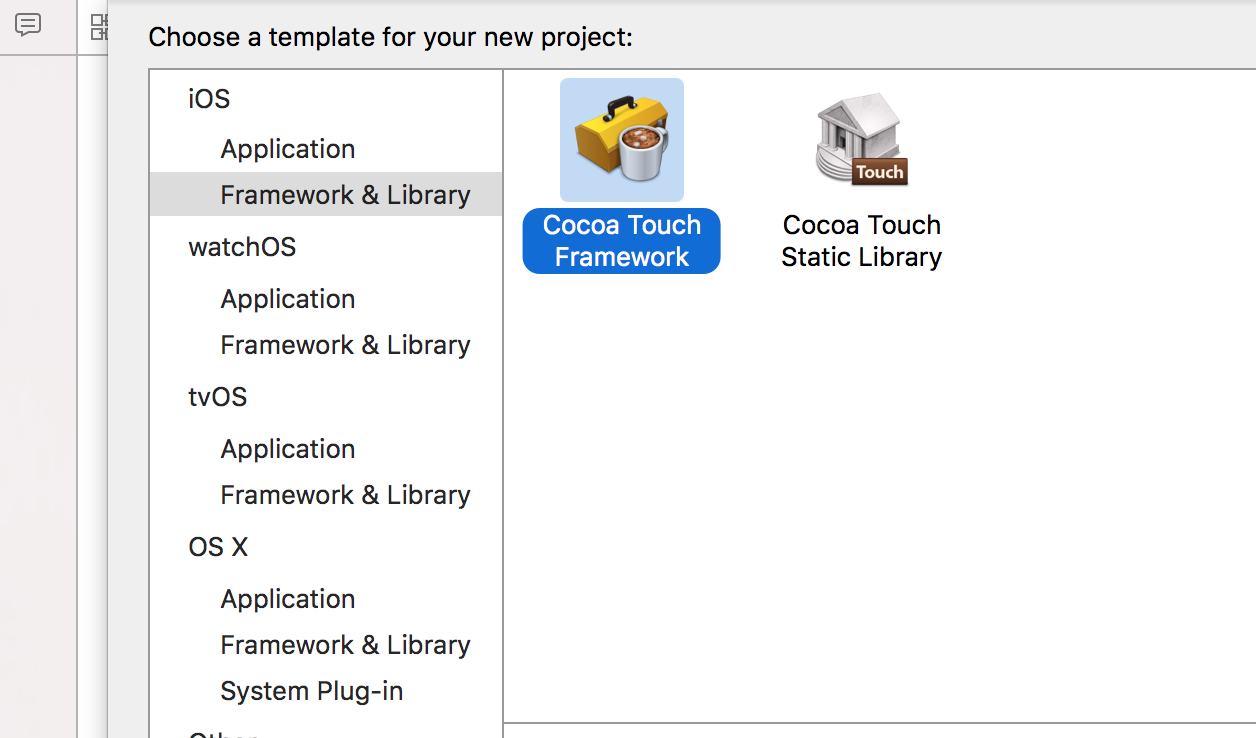 Choose a template for your new project:
iOS
Application
Framework & Library
watchOS
Application
Framework & Library
tvOS
Application
Framework & Library
OS X
Application
Framework & Library
System Plug-in
Touch
Cocoa Touch
Framework
Cocoa Touch
Static Library